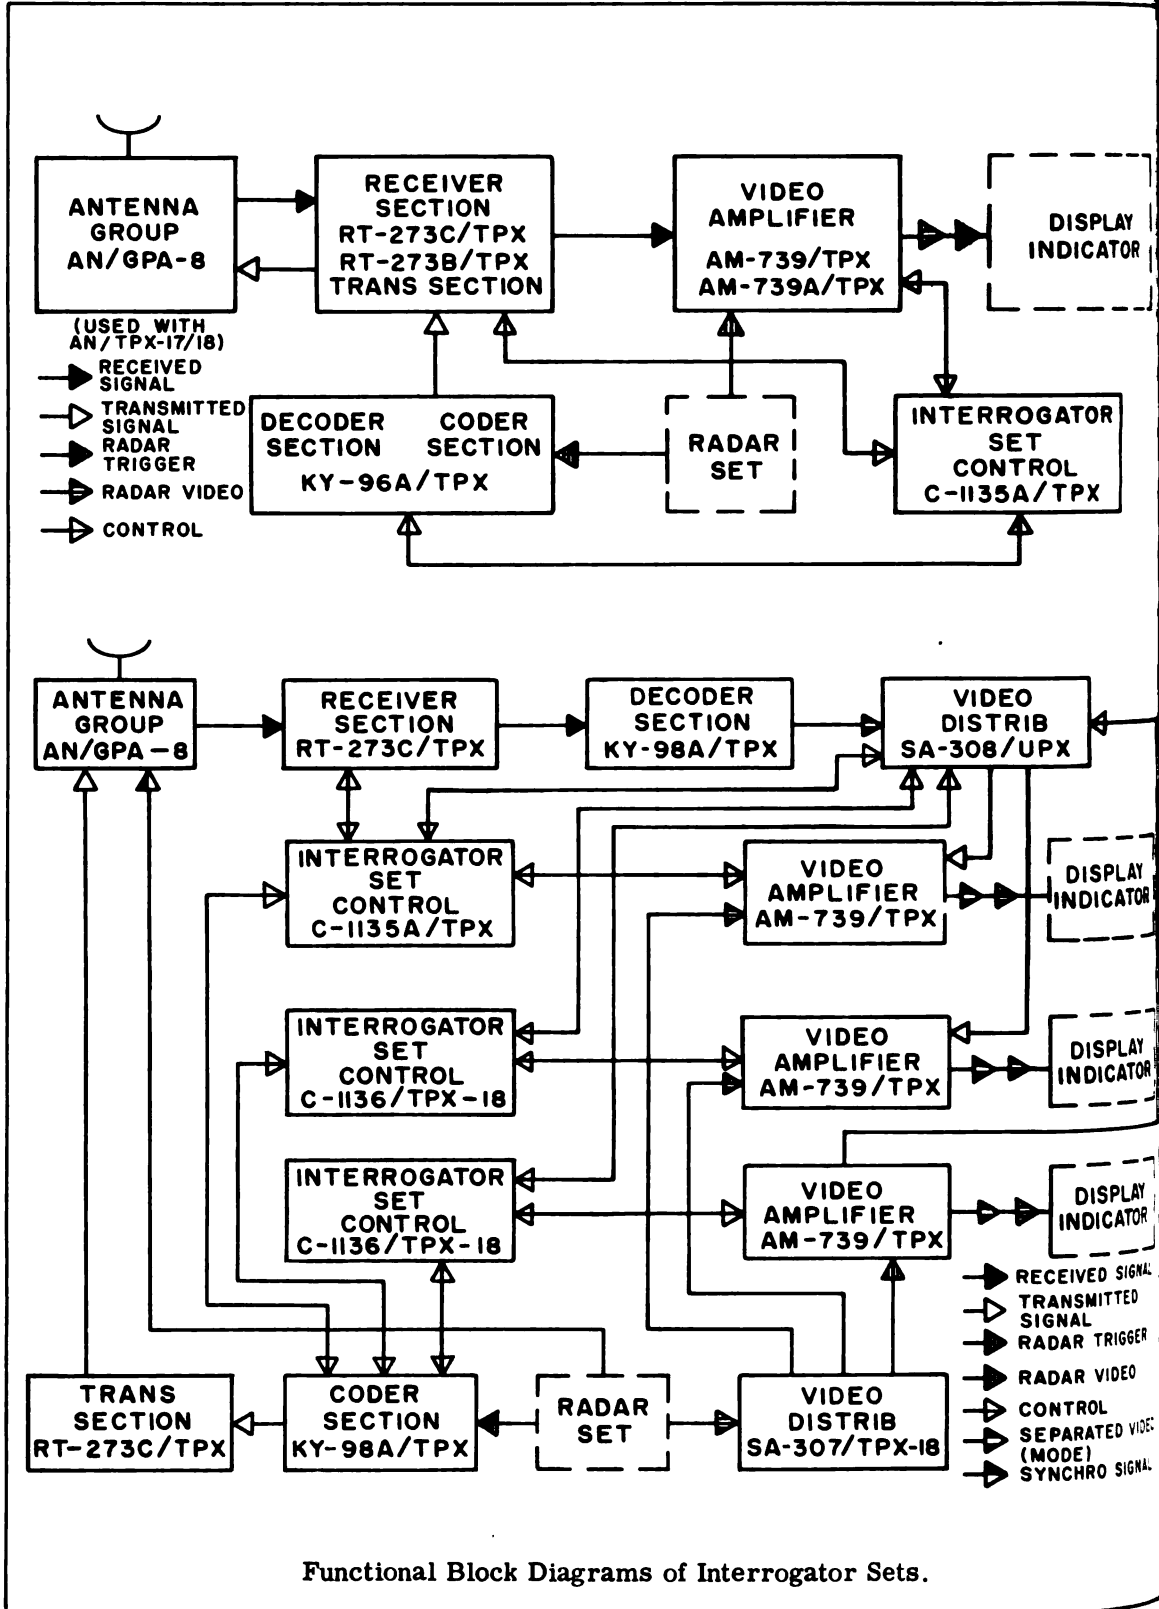 ANTENNA
GROUP
AN/GPA-8
RECEIVER
SECTION
RT-273C/TPX
RT-273B/TPX
TRANS SECTION
VIDEO
AMPLIFIER
AM-739/TPX
AM-739A/TPX
DISPLAY
INDICATOR
(USED WITH
AN/TPX-17/18)
RECEIVED
SIGNAL
TRANSMITTED
SIGNAL
RADAR
TRIGGER
RADAR VIDEO
CONTROL
DECODER
SECTION
CODER
SECTION
KY-96A/TPX
RADAR
SET
INTERROGATOR
SET
CONTROL
C-1135A/TPX
ANTENNA
GROUP
AN/GPA-8
RECEIVER
SECTION
RT-273C/TPX
DECODER
SECTION
KY-98A/TPX
VIDEO
DISTRIB
SA-308/UPX
INTERROGATOR
SET
CONTROL
C-1135A/TPX
VIDEO
AMPLIFIER
AM-739/TPX
DISPLAY
INDICATOR
INTERROGATOR
SET
CONTROL
C-1136/TPX-18
VIDEO
AMPLIFIER
AM-739/TPX
DISPLAY
INDICATOR
INTERROGATOR
SET
CONTROL
C-1136/TPX-18
VIDEO
AMPLIFIER
AM-739/TPX
DISPLAY
INDICATOR
TRANS
SECTION
RT-273C/TPX
CODER
SECTION
KY-98A/TPX
RADAR
SET
VIDEO
DISTRIB
SA-307/TPX-18
RECEIVED SIGNAL
TRANSMITTED
SIGNAL
RADAR TRIGGER
RADAR VIDEO
CONTROL
SEPARATED VIDEO
(MODE)
SYNCHRO SIGNAL
Functional Block Diagrams of Interrogator Sets.